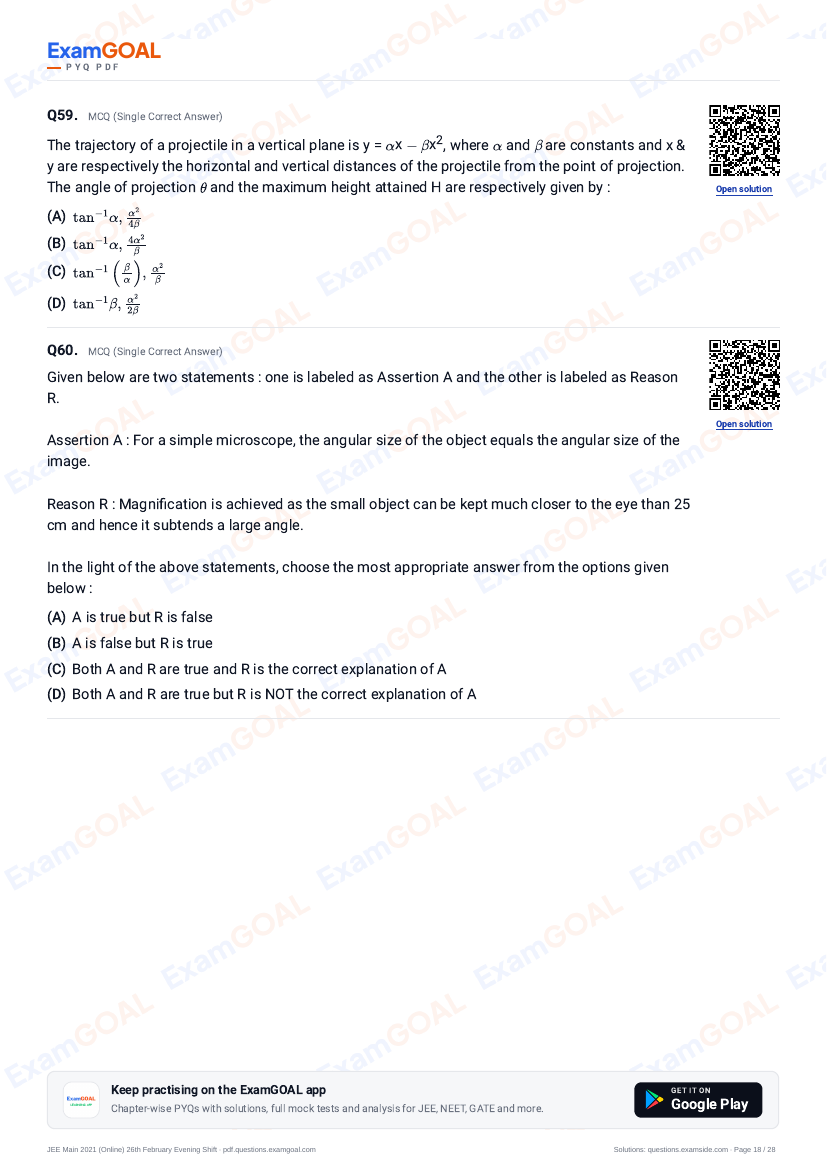 ExamGOAL
PYQ PDF
Q59. MCQ (Single Correct Answer)
The trajectory of a projectile in a vertical plane is y = αx − βx², where α and β are constants and x &
y are respectively the horizontal and vertical distances of the projectile from the point of projection.
The angle of projection θ and the maximum height attained H are respectively given by :
(A) tan⁻¹α, α²/4β
(B) tan⁻¹α, 4α²/β
(C) tan⁻¹ (β/α), α²/β
(D) tan⁻¹β, α²/2β
Open solution
Q60. MCQ (Single Correct Answer)
Given below are two statements : one is labeled as Assertion A and the other is labeled as Reason
R.
Assertion A : For a simple microscope, the angular size of the object equals the angular size of the
image.
Reason R : Magnification is achieved as the small object can be kept much closer to the eye than 25
cm and hence it subtends a large angle.
In the light of the above statements, choose the most appropriate answer from the options given
below :
(A) A is true but R is false
(B) A is false but R is true
(C) Both A and R are true and R is the correct explanation of A
(D) Both A and R are true but R is NOT the correct explanation of A
Open solution
ExamGOAL
Keep practising on the ExamGOAL app
Chapter-wise PYQs with solutions, full mock tests and analysis for JEE, NEET, GATE and more.
GET IT ON
Google Play
JEE Main 2021 (Online) 26th February Evening Shift · pdf.questions.examgoal.com
Solutions: questions.examside.com · Page 18 / 28